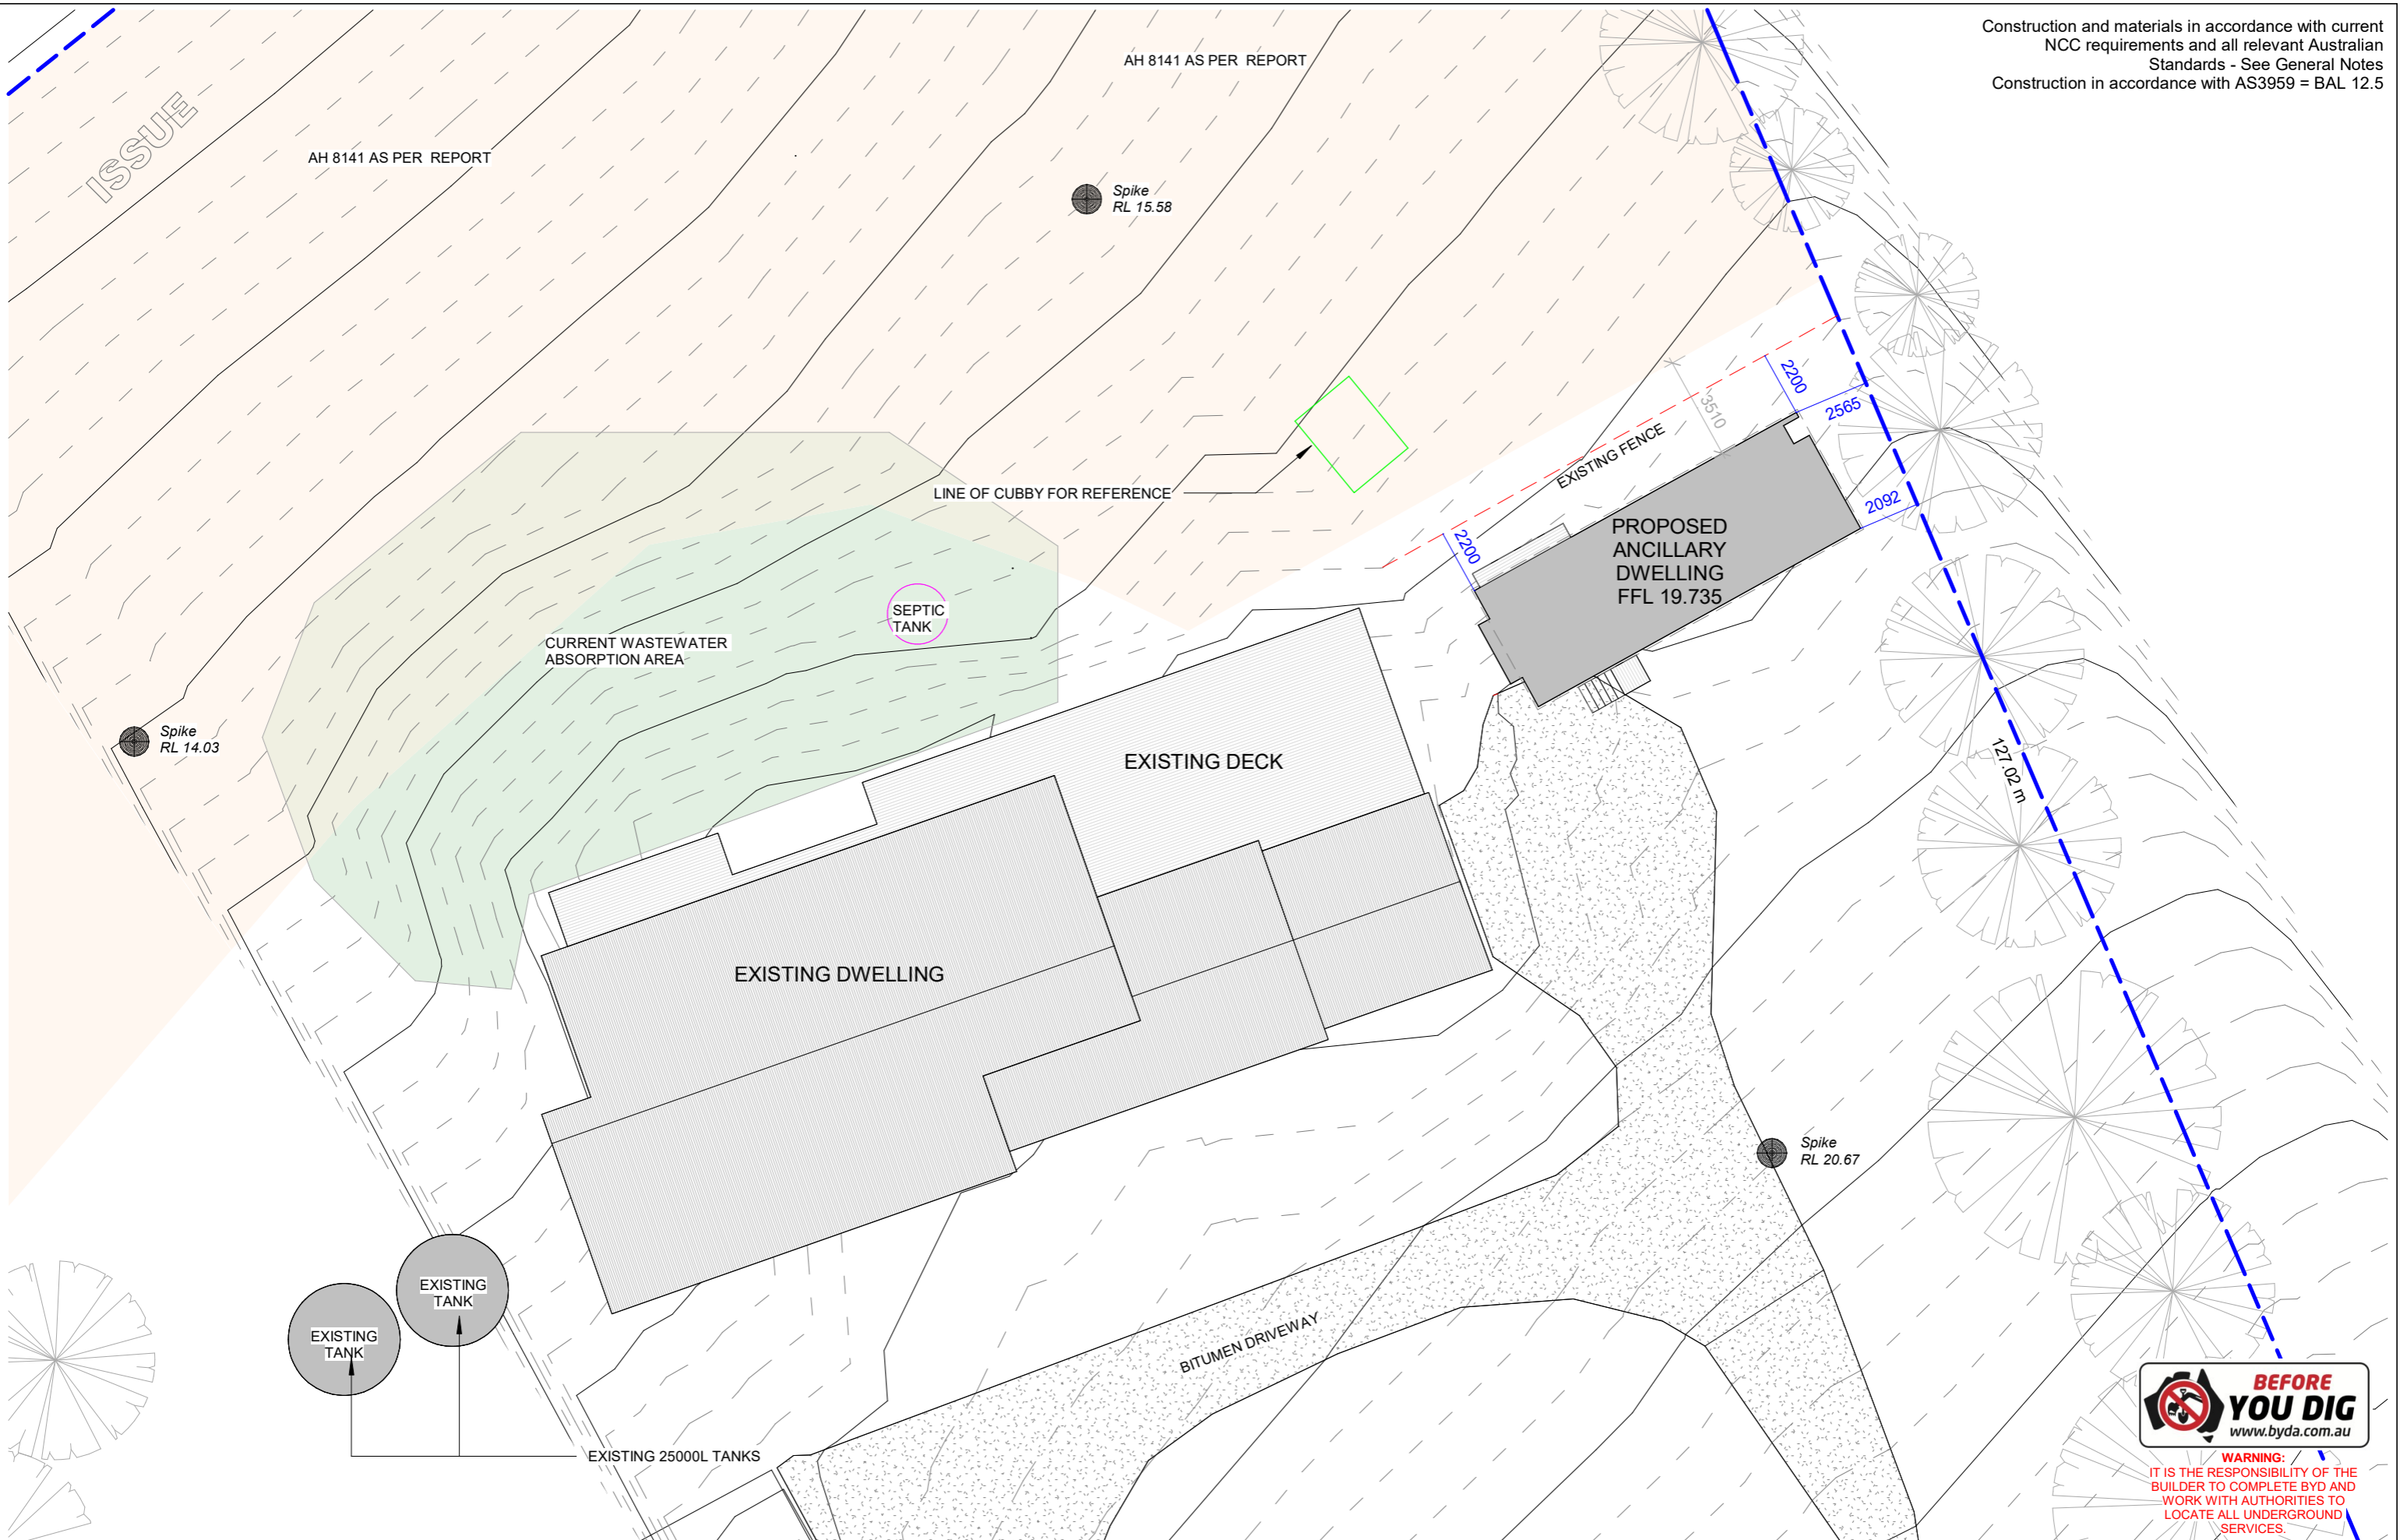 Construction and materials in accordance with current
NCC requirements and all relevant Australian
Standards - See General Notes
Construction in accordance with AS3959 = BAL 12.5
AH 8141 AS PER REPORT
ISSUE
AH 8141 AS PER REPORT
Spike
RL 15.58
2200
2565
3510
EXISTING FENCE
LINE OF CUBBY FOR REFERENCE
2092
PROPOSED
ANCILLARY
DWELLING
FFL 19.735
2200
SEPTIC
TANK
CURRENT WASTEWATER
ABSORPTION AREA
Spike
RL 14.03
EXISTING DECK
127.02 m
EXISTING DWELLING
Spike
RL 20.67
EXISTING
TANK
EXISTING
TANK
BITUMEN DRIVEWAY
EXISTING 25000L TANKS
BEFORE
YOU DIG
www.byda.com.au
WARNING:
IT IS THE RESPONSIBILITY OF THE
BUILDER TO COMPLETE BYD AND
WORK WITH AUTHORITIES TO
LOCATE ALL UNDERGROUND
SERVICES.